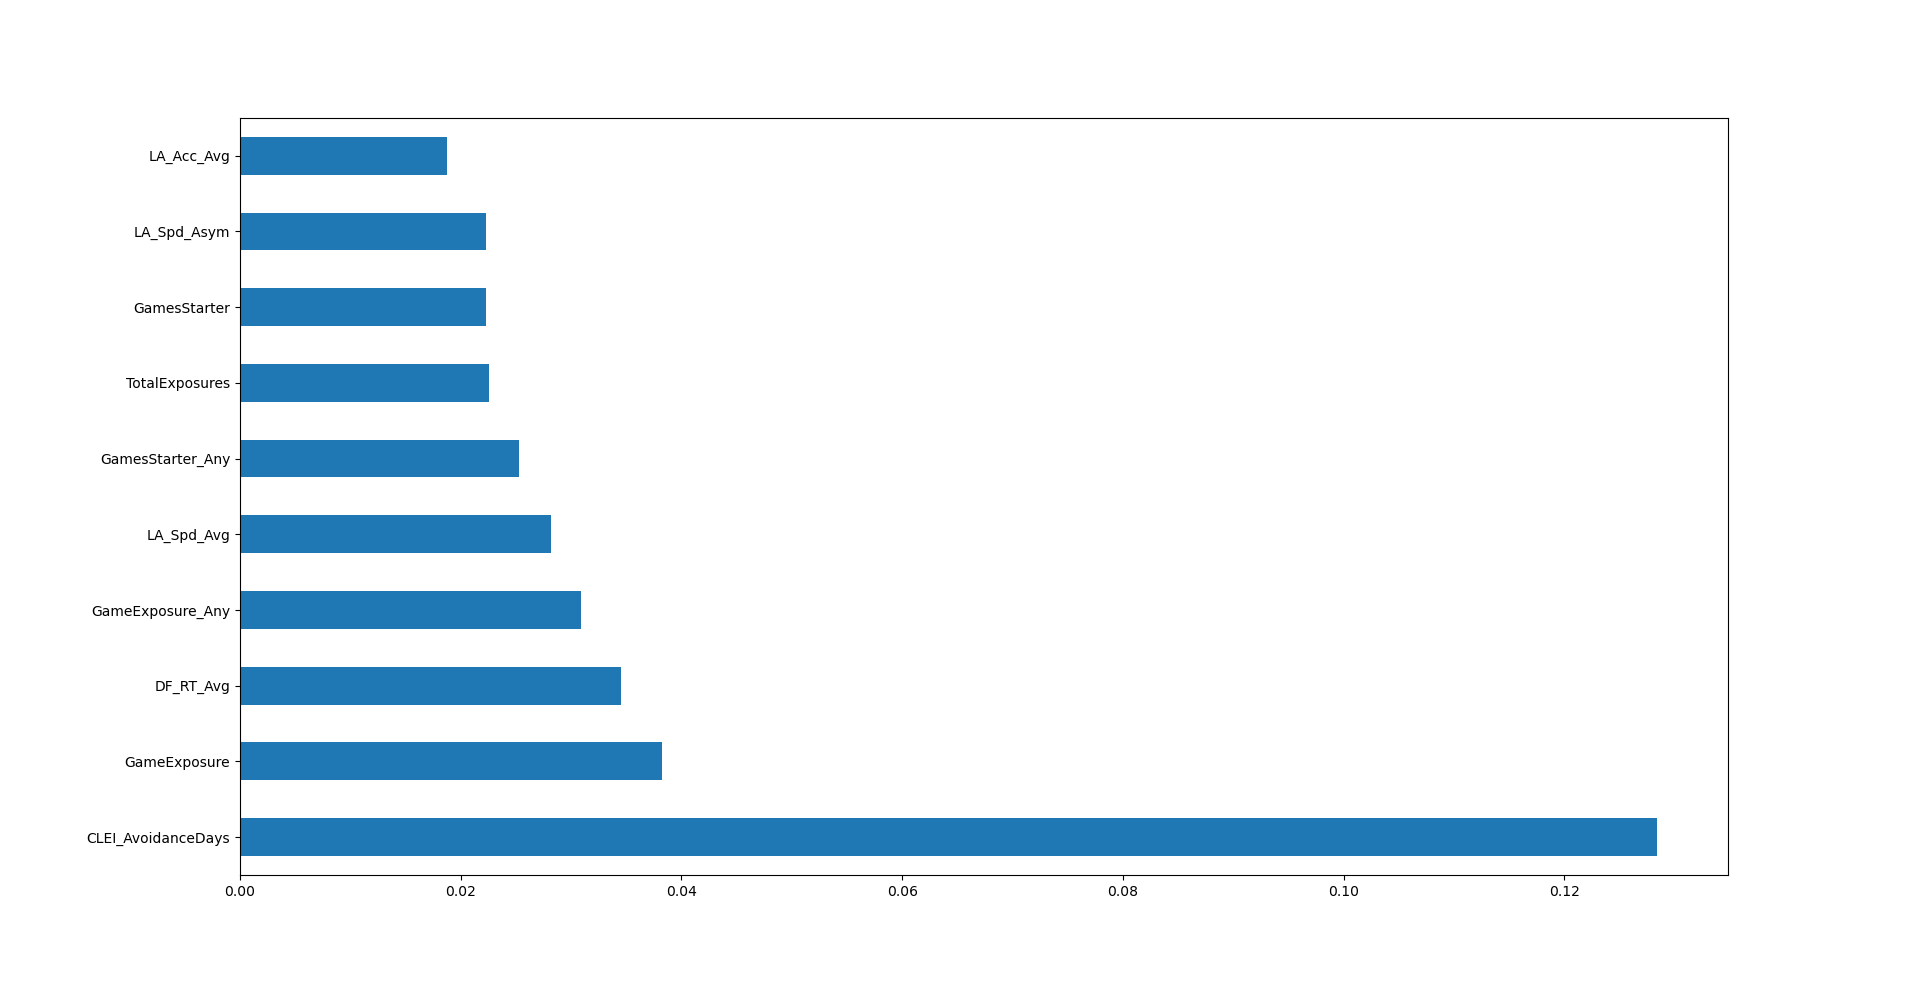 LA_Acc_Avg
LA_Spd_Asym
GamesStarter
TotalExposures
GamesStarter_Any
LA_Spd_Avg
GameExposure_Any
DF_RT_Avg
GameExposure
CLEI_AvoidanceDays
0.00 0.02 0.04 0.06 0.08 0.10 0.12